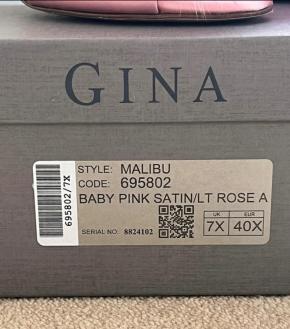 GINA
695802/7X
STYLE: MALIBU
CODE: 695802
BABY PINK SATIN/LT ROSE A
SERIAL NO: 8824102
UK EUR
7X 40X